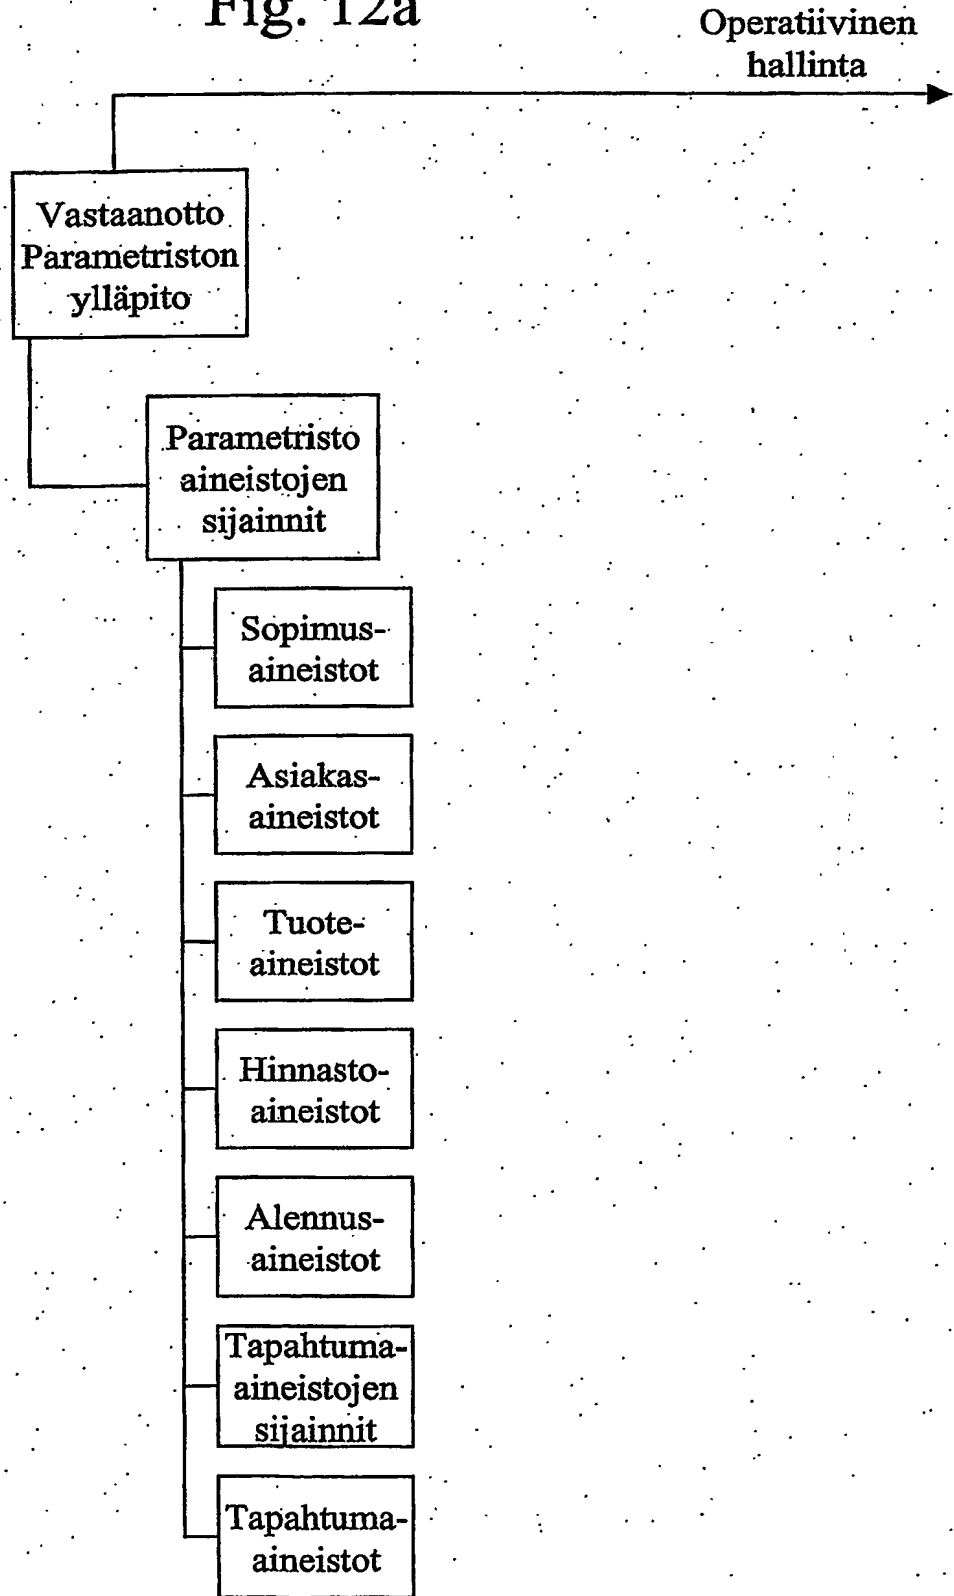 Fig. 12a
Operatiivinen
hallinta
Vastaanotto
Parametriston
ylläpito
Parametristo
aineistojen
sijainnit
Sopimus-
aineistot
Asiakas-
aineistot
Tuote-
aineistot
Hinnasto-
aineistot
Alennus-
aineistot
Tapahtuma-
aineistojen
sijainnit
Tapahtuma-
aineistot